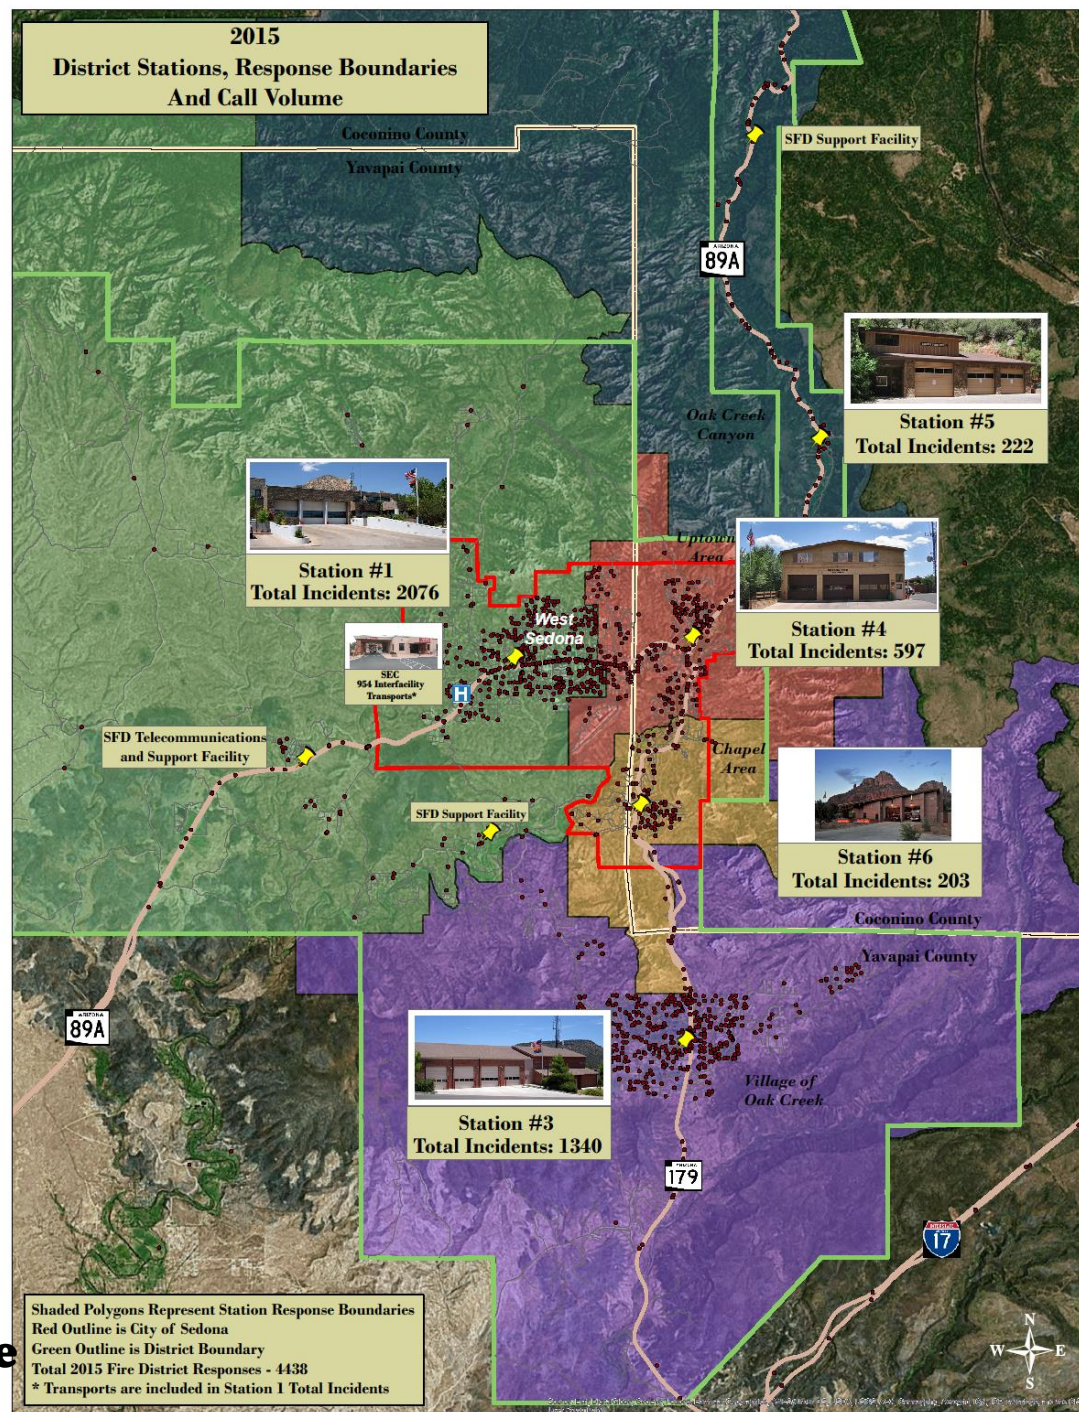 2015
District Stations, Response Boundaries
And Call Volume
Coconino County
Yavapai County
SFD Support Facility
ARIZONA
89A
Oak Creek
Canyon
Station #5
Total Incidents: 222
Station #1
Total Incidents: 2076
Uptown
Area
Station #4
Total Incidents: 597
West
Sedona
SEC
954 Interfacility
Transports*
H
SFD Telecommunications
and Support Facility
Chapel
Area
SFD Support Facility
Station #6
Total Incidents: 203
Coconino County
Yavapai County
ARIZONA
89A
Station #3
Total Incidents: 1340
Village of
Oak Creek
ARIZONA
179
INTERSTATE
17
Shaded Polygons Represent Station Response Boundaries
Red Outline is City of Sedona
Green Outline is District Boundary
Total 2015 Fire District Responses - 4438
* Transports are included in Station 1 Total Incidents
e
N
W E
S